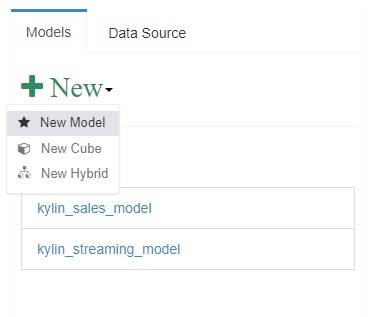 Models
Data Source
New
New Model
New Cube
New Hybrid
kylin_sales_model
kylin_streaming_model